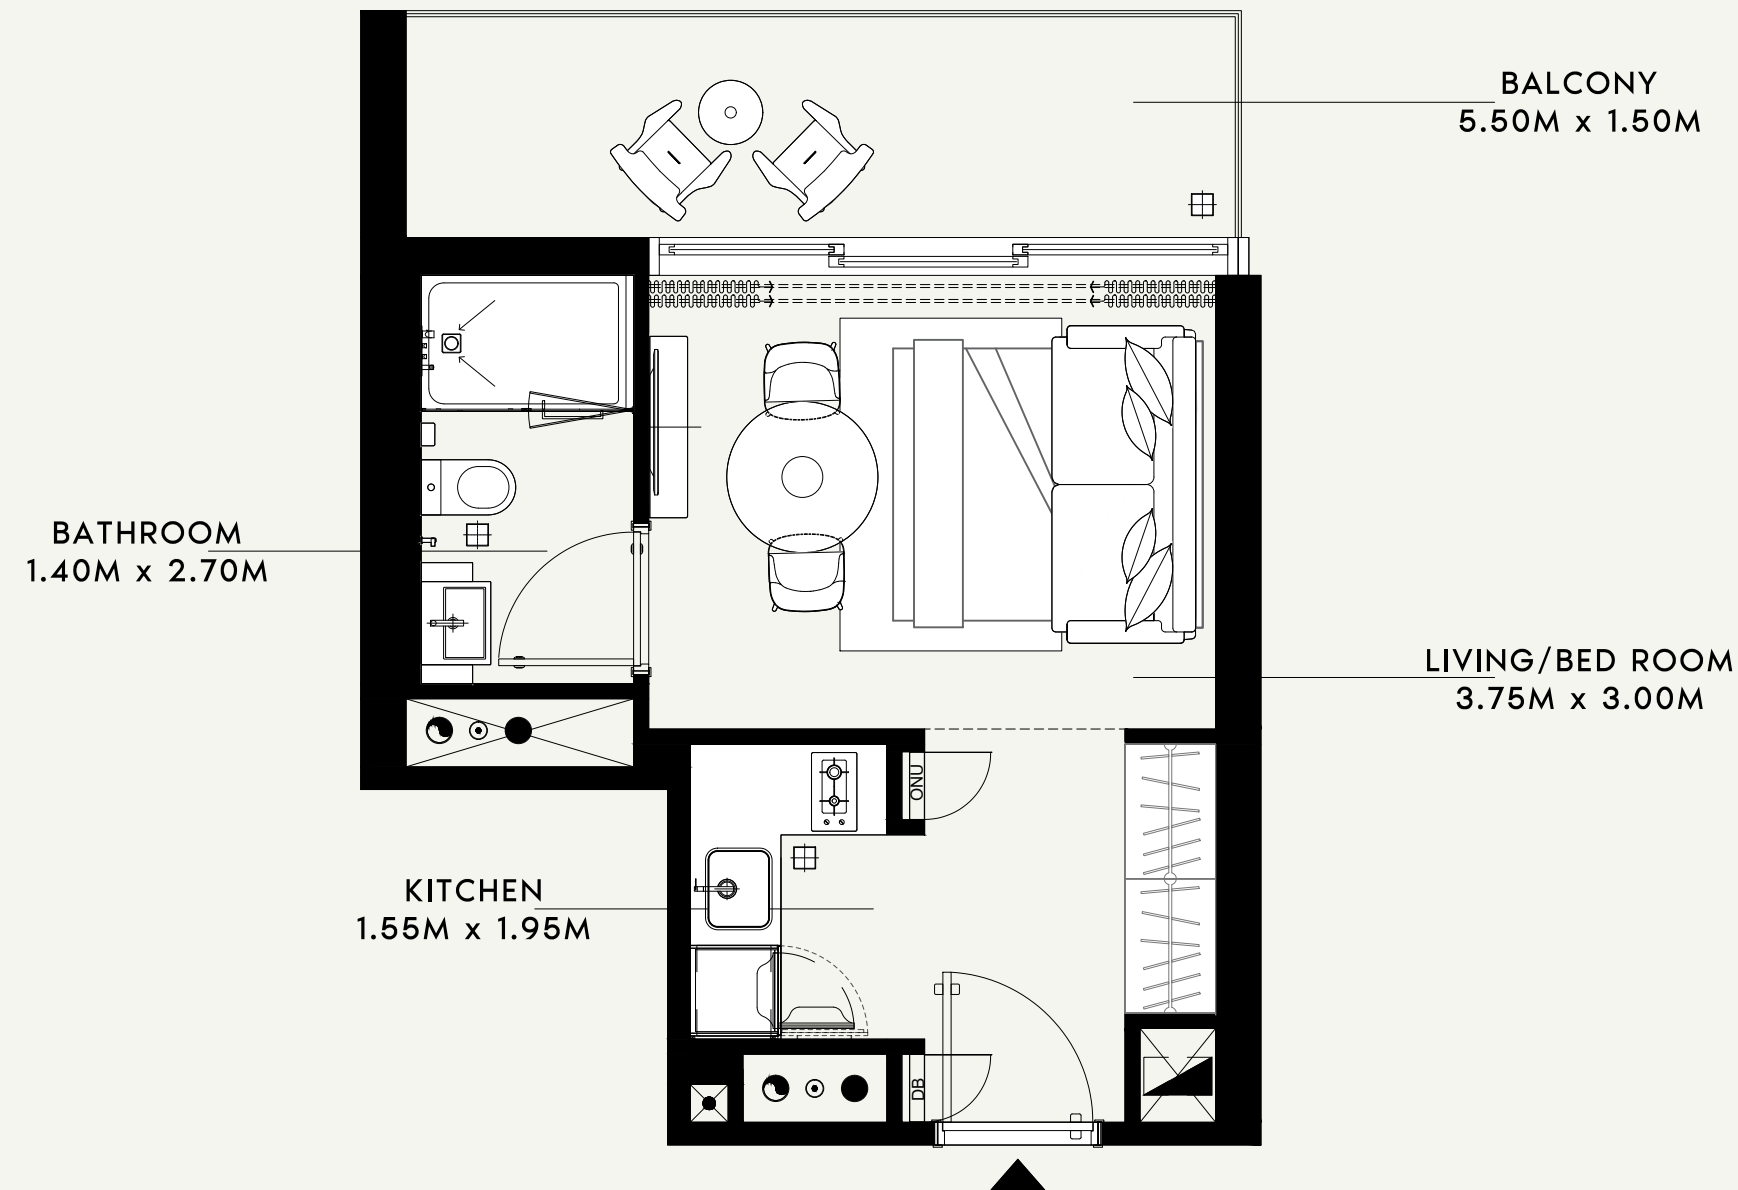 BALCONY
5.50M x 1.50M
BATHROOM
1.40M x 2.70M
LIVING/BED ROOM
3.75M x 3.00M
ONU
KITCHEN
1.55M x 1.95M
DB